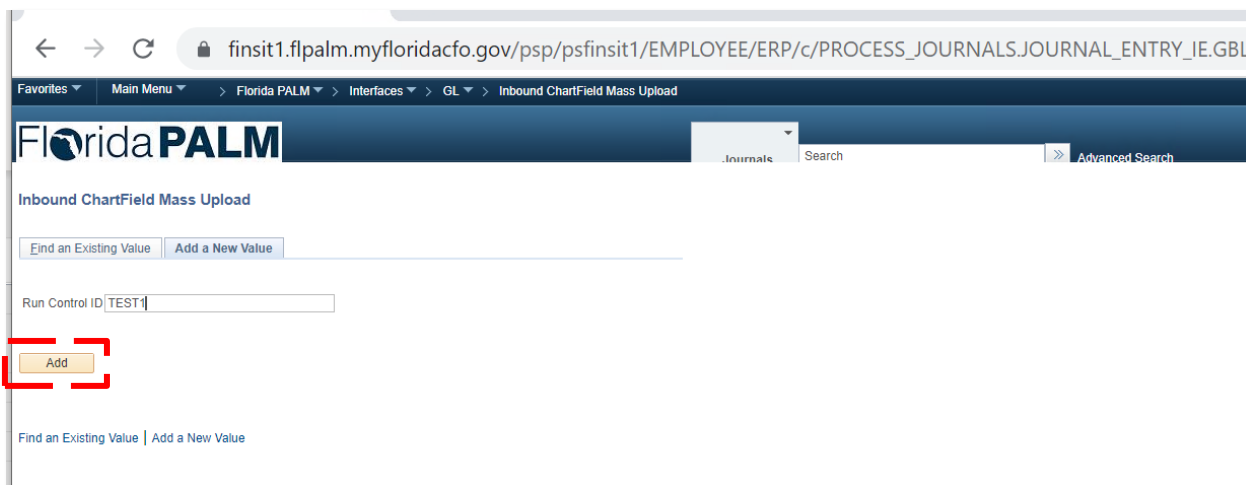 finsit1.flpalm.myfloridacfo.gov/psp/psfinsit1/EMPLOYEE/ERP/c/PROCESS_JOURNALS.JOURNAL_ENTRY_IE.GBL
Favorites Main Menu > Florida PALM > Interfaces > GL > Inbound ChartField Mass Upload
Florida PALM
Journals Search Advanced Search
Inbound ChartField Mass Upload
Find an Existing Value Add a New Value
Run Control ID TEST1
Add
Find an Existing Value | Add a New Value